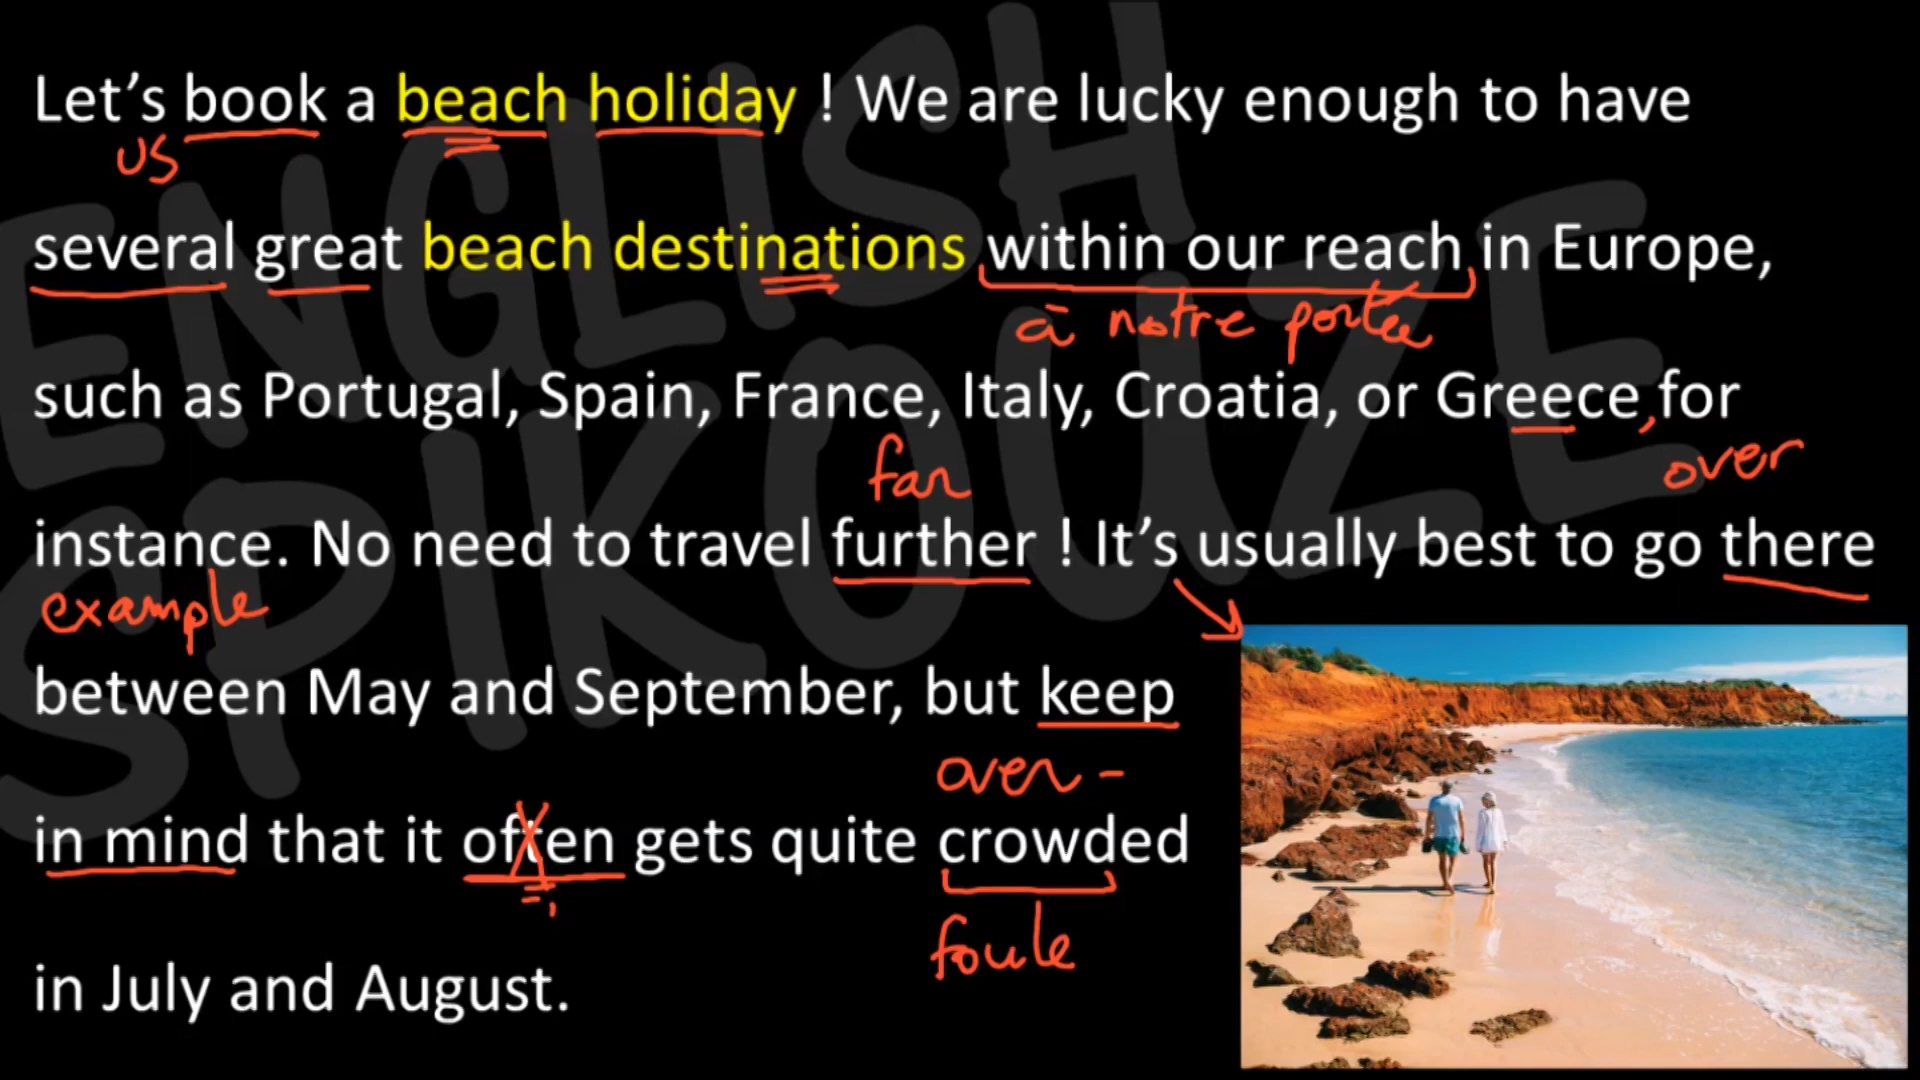 Let's book a beach holiday ! We are lucky enough to have
us
several great beach destinations within our reach in Europe,
à notre portée
such as Portugal, Spain, France, Italy, Croatia, or Greece, for
far
over
instance. No need to travel further ! It's usually best to go there
example
between May and September, but keep
over-
in mind that it often gets quite crowded
foule
in July and August.
ENGLISH
SPIKOUZE